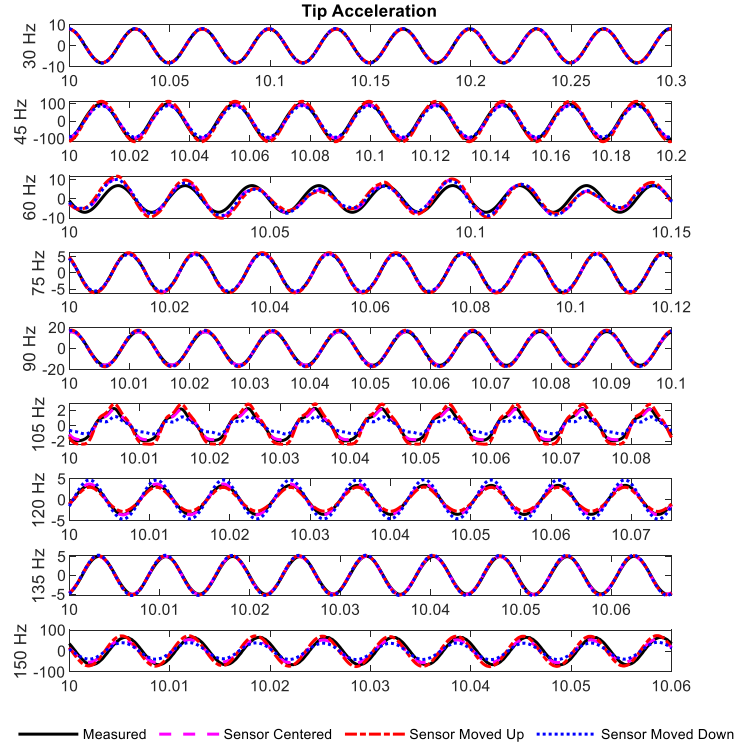 Tip Acceleration
30 Hz
10
0
-10
10 10.05 10.1 10.15 10.2 10.25 10.3
45 Hz
100
0
-100
10 10.02 10.04 10.06 10.08 10.1 10.12 10.14 10.16 10.18 10.2
60 Hz
10
0
-10
10 10.05 10.1 10.15
75 Hz
5
0
-5
10 10.02 10.04 10.06 10.08 10.1 10.12
90 Hz
20
0
-20
10 10.01 10.02 10.03 10.04 10.05 10.06 10.07 10.08 10.09 10.1
105 Hz
2
0
-2
10 10.01 10.02 10.03 10.04 10.05 10.06 10.07 10.08
120 Hz
5
0
-5
10 10.01 10.02 10.03 10.04 10.05 10.06 10.07
135 Hz
5
0
-5
10 10.01 10.02 10.03 10.04 10.05 10.06
150 Hz
100
0
-100
10 10.01 10.02 10.03 10.04 10.05 10.06
Measured Sensor Centered Sensor Moved Up Sensor Moved Down